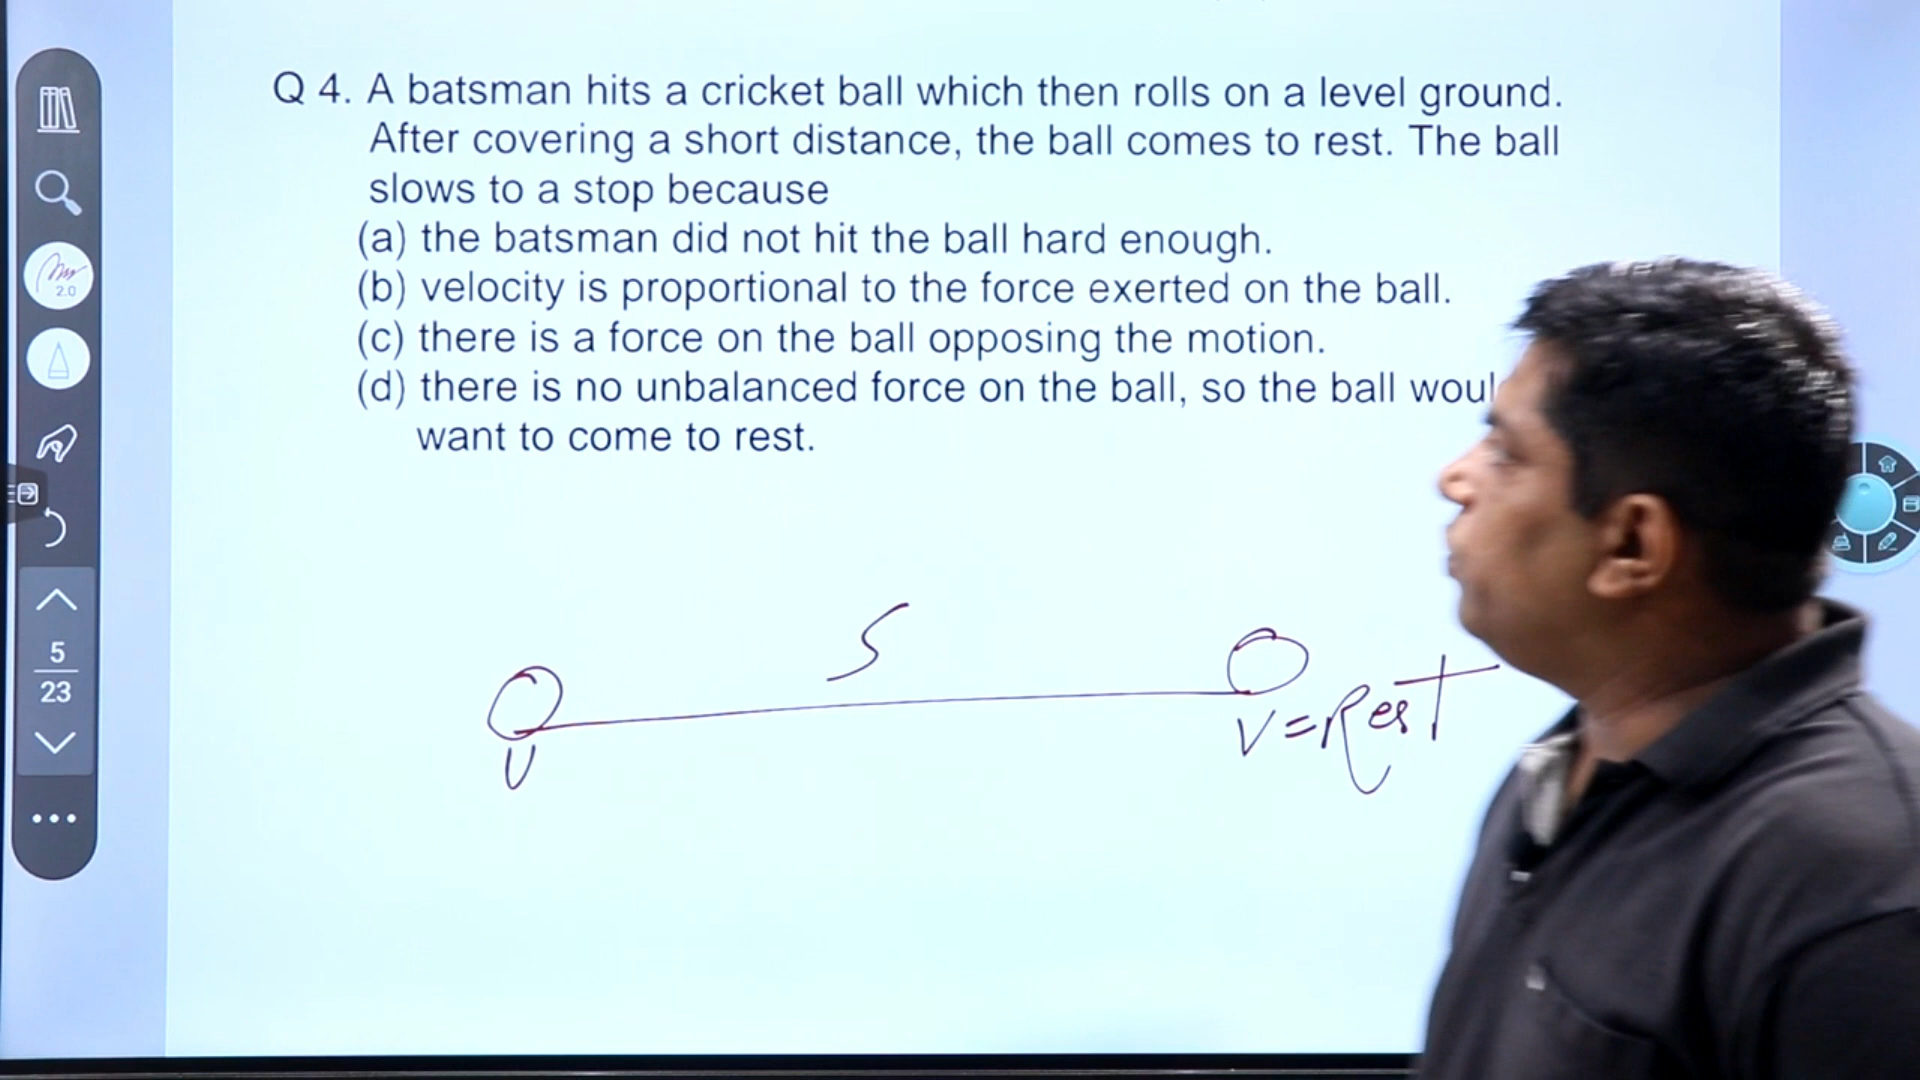 Q 4. A batsman hits a cricket ball which then rolls on a level ground.
After covering a short distance, the ball comes to rest. The ball
slows to a stop because
(a) the batsman did not hit the ball hard enough.
(b) velocity is proportional to the force exerted on the ball.
(c) there is a force on the ball opposing the motion.
(d) there is no unbalanced force on the ball, so the ball
want to come to rest.
2.0
5
23
S
U
V = Rest